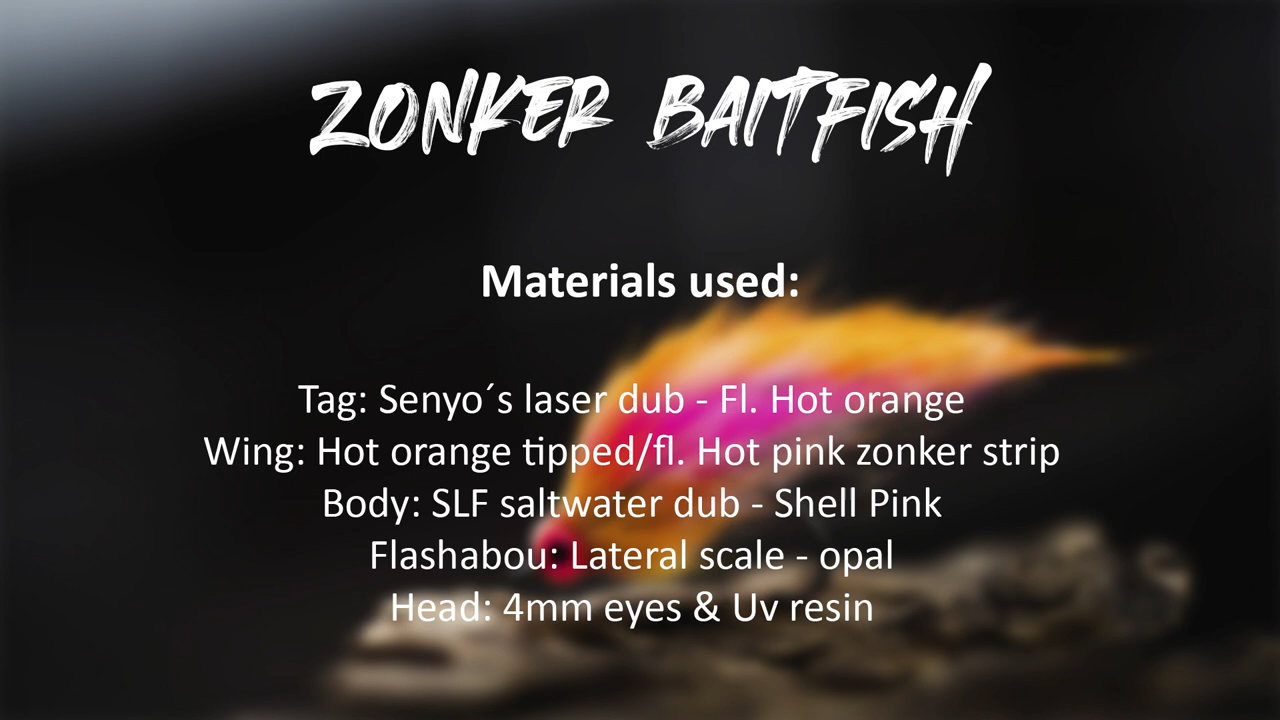 ZONKER BAITFISH
Materials used:
Tag: Senyo´s laser dub - Fl. Hot orange
Wing: Hot orange tipped/fl. Hot pink zonker strip
Body: SLF saltwater dub - Shell Pink
Flashabou: Lateral scale - opal
Head: 4mm eyes & Uv resin